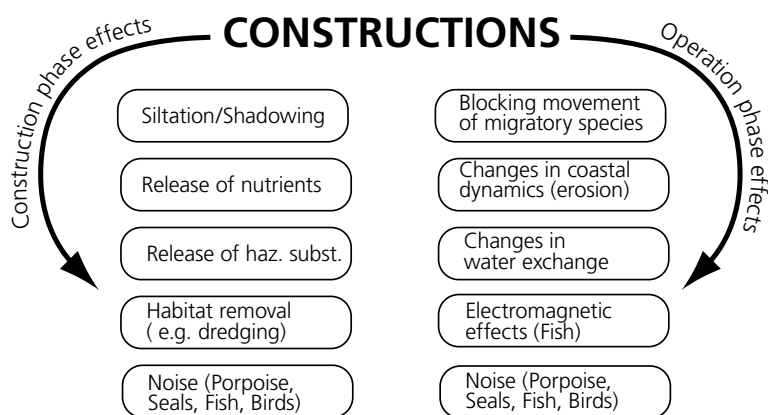 CONSTRUCTIONS
Construction phase effects
Siltation/Shadowing
Release of nutrients
Release of haz. subst.
Habitat removal
( e.g. dredging)
Noise (Porpoise,
Seals, Fish, Birds)
Operation phase effects
Blocking movement
of migratory species
Changes in coastal
dynamics (erosion)
Changes in
water exchange
Electromagnetic
effects (Fish)
Noise (Porpoise,
Seals, Fish, Birds)